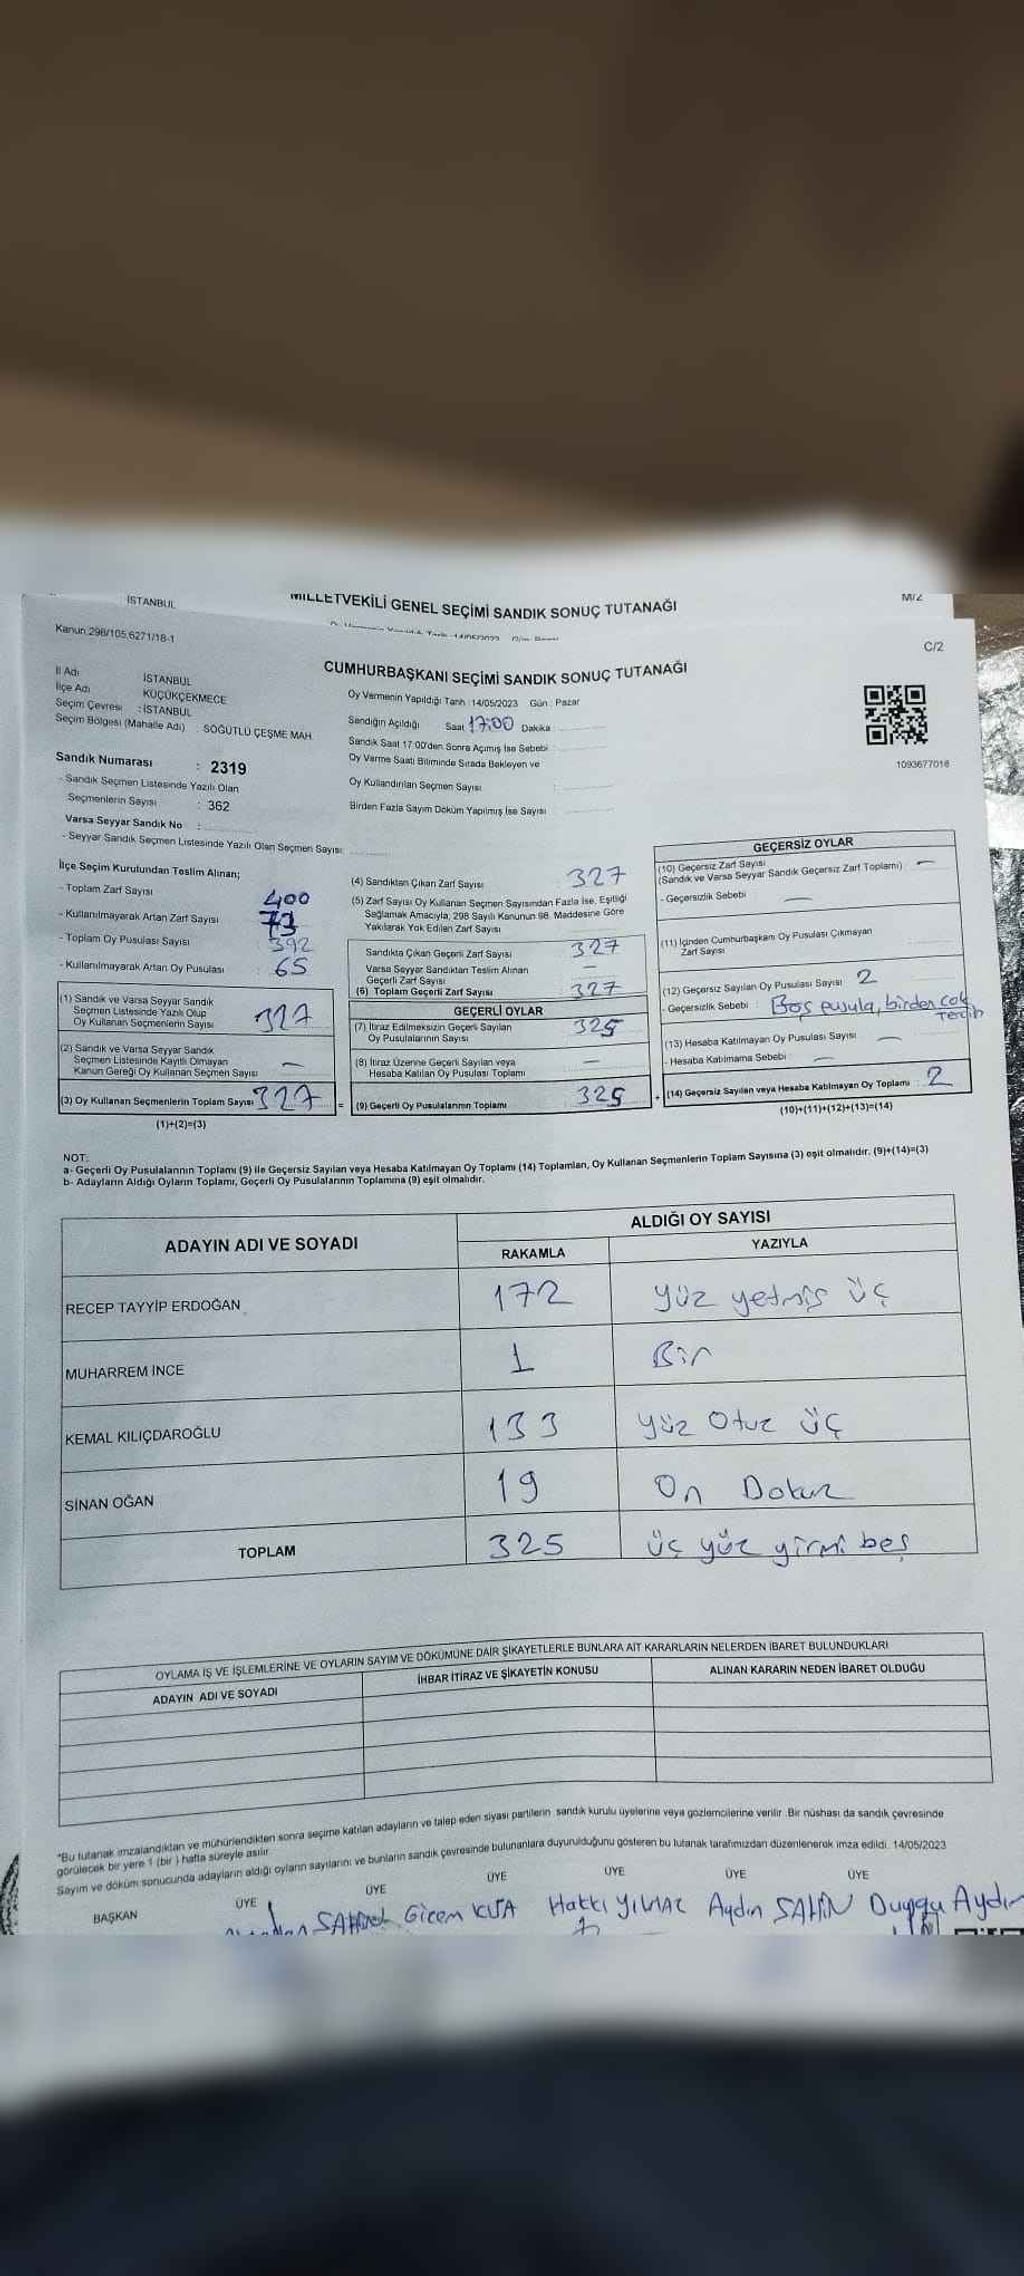 İSTANBUL
MİLLETVEKİLİ GENEL SEÇİMİ SANDIK SONUÇ TUTANAĞI
M/2
Kanun:298/105,6271/18-1
C/2
CUMHURBAŞKANI SEÇİMİ SANDIK SONUÇ TUTANAĞI
İl Adı İSTANBUL
İlçe Adı KÜÇÜKÇEKMECE
Seçim Çevresi : İSTANBUL
Seçim Bölgesi (Mahalle Adı) : SÖĞÜTLÜ ÇEŞME MAH.
Oy Vermenin Yapıldığı Tarih :14/05/2023 Gün : Pazar
Sandığın Açıldığı Saat 17:00 Dakika
Sandık Saat 17:00'den Sonra Açımış İse Sebebi
Oy Verme Saati Bitiminde Sırada Bekleyen ve
Oy Kullandırılan Seçmen Sayısı :
Birden Fazla Sayım Döküm Yapılmış İse Sayısı
1093677018
Sandık Numarası : 2319
- Sandık Seçmen Listesinde Yazılı Olan
Seçmenlerin Sayısı : 362
Varsa Seyyar Sandık No :
- Seyyar Sandık Seçmen Listesinde Yazılı Olan Seçmen Sayısı:
İlçe Seçim Kurulundan Teslim Alınan;
- Toplam Zarf Sayısı 400
- Kullanılmayarak Artan Zarf Sayısı 73
- Toplam Oy Pusulası Sayısı 392
- Kullanılmayarak Artan Oy Pusulası : 65
(1) Sandık ve Varsa Seyyar Sandık
Seçmen Listesinde Yazılı Olup
Oy Kullanan Seçmenlerin Sayısı 327
(2) Sandık ve Varsa Seyyar Sandık
Seçmen Listesinde Kayıtlı Olmayan
Kanun Gereği Oy Kullanan Seçmen Sayısı –
(3) Oy Kullanan Seçmenlerin Toplam Sayısı 327
(1)+(2)=(3)
=
(4) Sandıktan Çıkan Zarf Sayısı 327
(5) Zarf Sayısı Oy Kullanan Seçmen Sayısından Fazla İse, Eşitliği
Sağlamak Amacıyla, 298 Sayılı Kanunun 98. Maddesine Göre
Yakılarak Yok Edilen Zarf Sayısı
Sandıkta Çıkan Geçerli Zarf Sayısı 327
Varsa Seyyar Sandıktan Teslim Alınan
Geçerli Zarf Sayısı –
(6) Toplam Geçerli Zarf Sayısı 327
GEÇERLİ OYLAR
(7) İtiraz Edilmeksizin Geçerli Sayılan
Oy Pusulalarının Sayısı 325
(8) İtiraz Üzerine Geçerli Sayılan veya
Hesaba Katılan Oy Pusulası Toplamı –
(9) Geçerli Oy Pusulalarının Toplamı 325
+
GEÇERSİZ OYLAR
(10) Geçersiz Zarf Sayısı
(Sandık ve Varsa Seyyar Sandık Geçersiz Zarf Toplamı) –
- Geçersizlik Sebebi –
(11) İçinden Cumhurbaşkanı Oy Pusulası Çıkmayan
Zarf Sayısı
(12) Geçersiz Sayılan Oy Pusulası Sayısı 2
- Geçersizlik Sebebi : Boş pusula, birden çok
Tercih
(13) Hesaba Katılmayan Oy Pusulası Sayısı –
- Hesaba Katılmama Sebebi –
(14) Geçersiz Sayılan veya Hesaba Katılmayan Oy Toplamı : 2
(10)+(11)+(12)+(13)=(14)
NOT:
a- Geçerli Oy Pusulalarının Toplamı (9) ile Geçersiz Sayılan veya Hesaba Katılmayan Oy Toplamı (14) Toplamları, Oy Kullanan Seçmenlerin Toplam Sayısına (3) eşit olmalıdır. (9)+(14)=(3)
b- Adayların Aldığı Oyların Toplamı, Geçerli Oy Pusulalarının Toplamına (9) eşit olmalıdır.
ADAYIN ADI VE SOYADI
ALDIĞI OY SAYISI
RAKAMLA YAZIYLA
RECEP TAYYİP ERDOĞAN 172 yüz yetmiş üç
MUHARREM İNCE 1 Bir
KEMAL KILIÇDAROĞLU 133 yüz Otuz üç
SİNAN OĞAN 19 On Dokuz
TOPLAM 325 üç yüz yirmi beş
OYLAMA İŞ VE İŞLEMLERİNE VE OYLARIN SAYIM VE DÖKÜMÜNE DAİR ŞİKAYETLERLE BUNLARA AİT KARARLARIN NELERDEN İBARET BULUNDUKLARI
ADAYIN ADI VE SOYADI
İHBAR İTİRAZ VE ŞİKAYETİN KONUSU
ALINAN KARARIN NEDEN İBARET OLDUĞU
*Bu tutanak imzalandıktan ve mühürlendikten sonra seçime katılan adayların ve talep eden siyasi partilerin sandık kurulu üyelerine veya gözlemcilerine verilir. Bir nüshası da sandık çevresinde
görülecek bir yere 1 (bir) hafta süreyle asılır.
Sayım ve döküm sonucunda adayların aldığı oyların sayılarını ve bunların sandık çevresinde bulunanlara duyurulduğunu gösteren bu tutanak tarafımızdan düzenlenerek imza edildi. 14/05/2023
BAŞKAN ÜYE ÜYE ÜYE ÜYE ÜYE ÜYE
Gizem Hakkı YILMAZ Aydın ŞAHİN Duygu Aydın